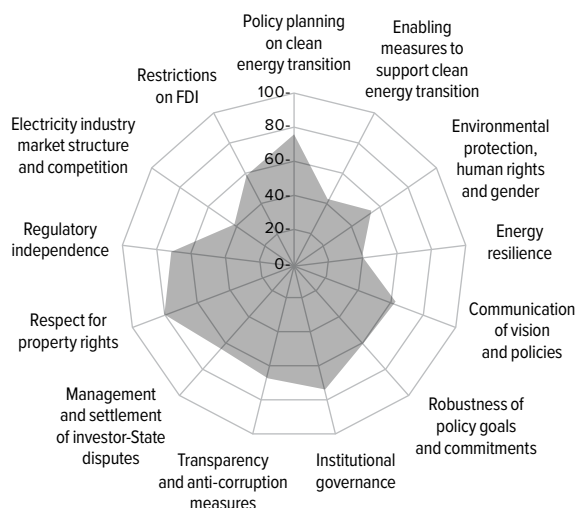 Policy planning
on clean
energy transition
Enabling
measures to
support clean
energy transition
Environmental
protection,
human rights
and gender
Energy
resilience
Communication
of vision
and policies
Robustness of
policy goals
and commitments
Institutional
governance
Transparency
and anti-corruption
measures
Management
and settlement
of investor-State
disputes
Respect for
property rights
Regulatory
independence
Electricity industry
market structure
and competition
Restrictions
on FDI
100-
80-
60-
40-
20-
0-